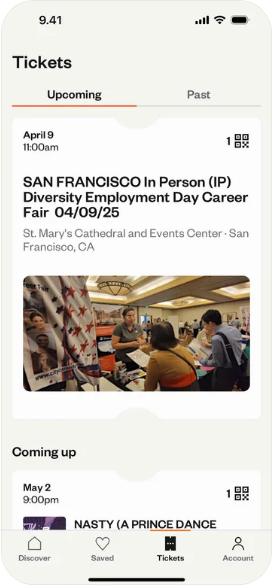 9.41
Tickets
Upcoming
Past
April 9
11:00am
1
SAN FRANCISCO In Person (IP)
Diversity Employment Day Career
Fair 04/09/25
St. Mary's Cathedral and Events Center · San
Francisco, CA
Coming up
May 2
9:00pm
1
NASTY (A PRINCE DANCE
Discover
Saved
Tickets
Account